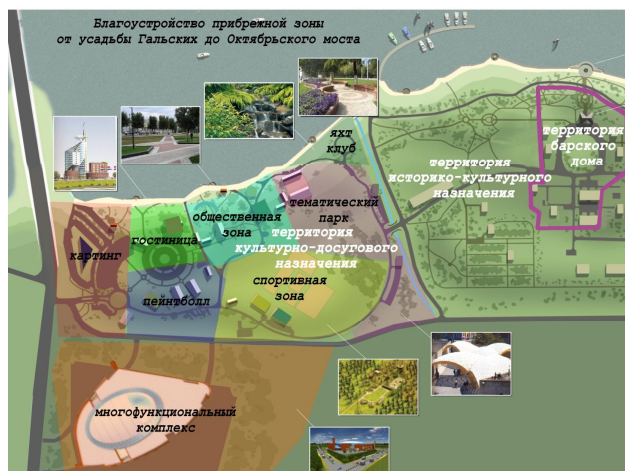 Благоустройство прибрежной зоны
от усадьбы Гальских до Октябрьского моста
яхт
клуб
территория
барского
дома
территория
историко-культурного
назначения
тематический
парк
общественная
зона
территория
культурно-досугового
назначения
гостиница
картинг
спортивная
зона
пейнтболл
многофункциональный
комплекс